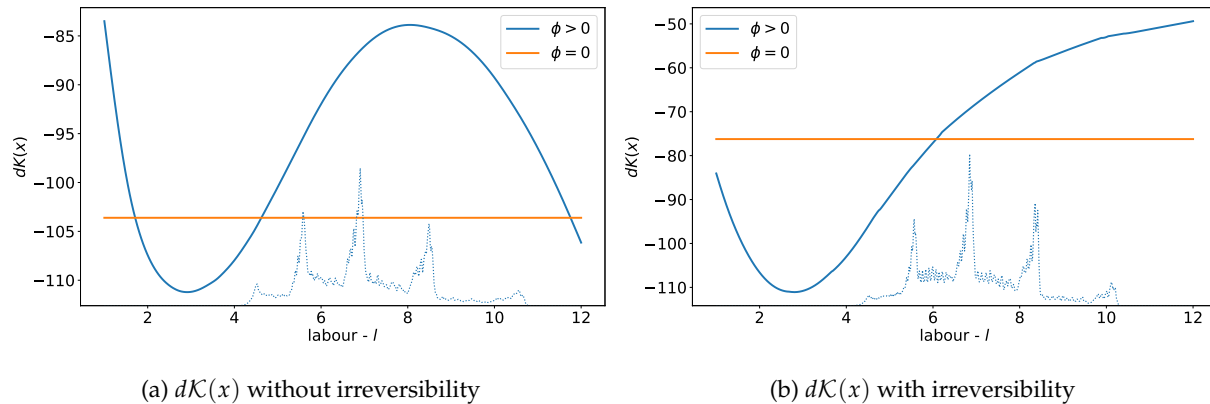 −85
−90
−95
−100
−105
−110
dK(x)
ϕ > 0
ϕ = 0
2 4 6 8 10 12
labour - l
(a) dK(x) without irreversibility
−50
−60
−70
−80
−90
−100
−110
dK(x)
ϕ > 0
ϕ = 0
2 4 6 8 10 12
labour - l
(b) dK(x) with irreversibility